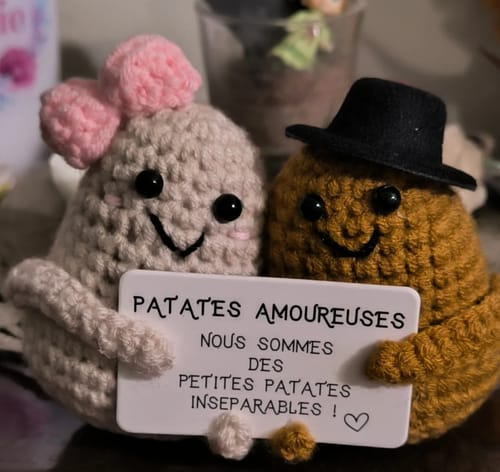 PATATES AMOUREUSES
NOUS SOMMES
DES
PETITES PATATES
INSEPARABLES !